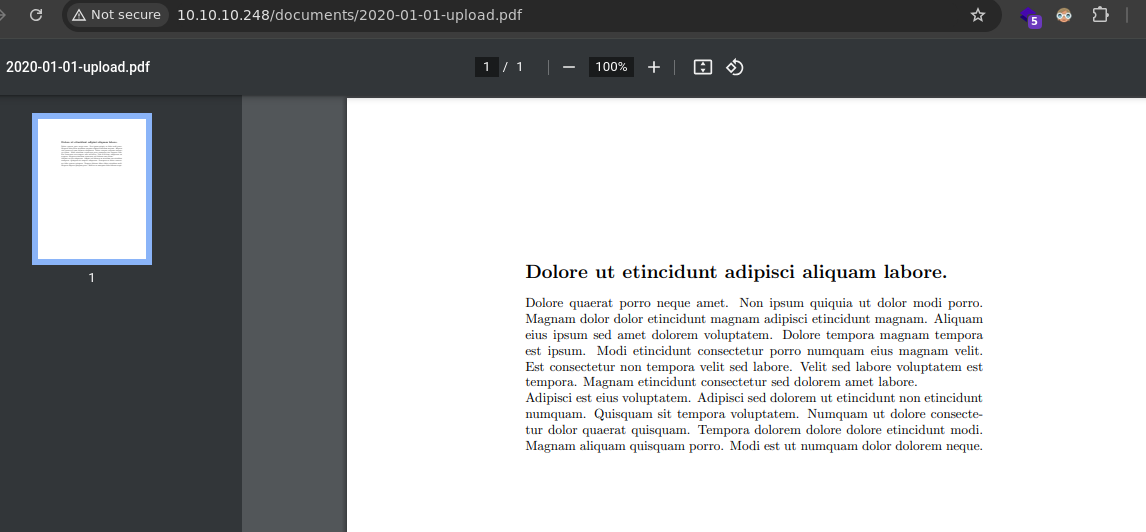 Not secure 10.10.10.248/documents/2020-01-01-upload.pdf 5
2020-01-01-upload.pdf 1 / 1 100%
1
Dolore ut etincidunt adipisci aliquam labore.
Dolore quaerat porro neque amet. Non ipsum quiquia ut dolor modi porro.
Magnam dolor dolor etincidunt magnam adipisci etincidunt magnam. Aliquam
eius ipsum sed amet dolorem voluptatem. Dolore tempora magnam tempora
est ipsum. Modi etincidunt consectetur porro numquam eius magnam velit.
Est consectetur non tempora velit sed labore. Velit sed labore voluptatem est
tempora. Magnam etincidunt consectetur sed dolorem amet labore.
Adipisci est eius voluptatem. Adipisci sed dolorem ut etincidunt non etincidunt
numquam. Quisquam sit tempora voluptatem. Numquam ut dolore consecte-
tur dolor quaerat quisquam. Tempora dolorem dolore dolore etincidunt modi.
Magnam aliquam quisquam porro. Modi est ut numquam dolor dolorem neque.